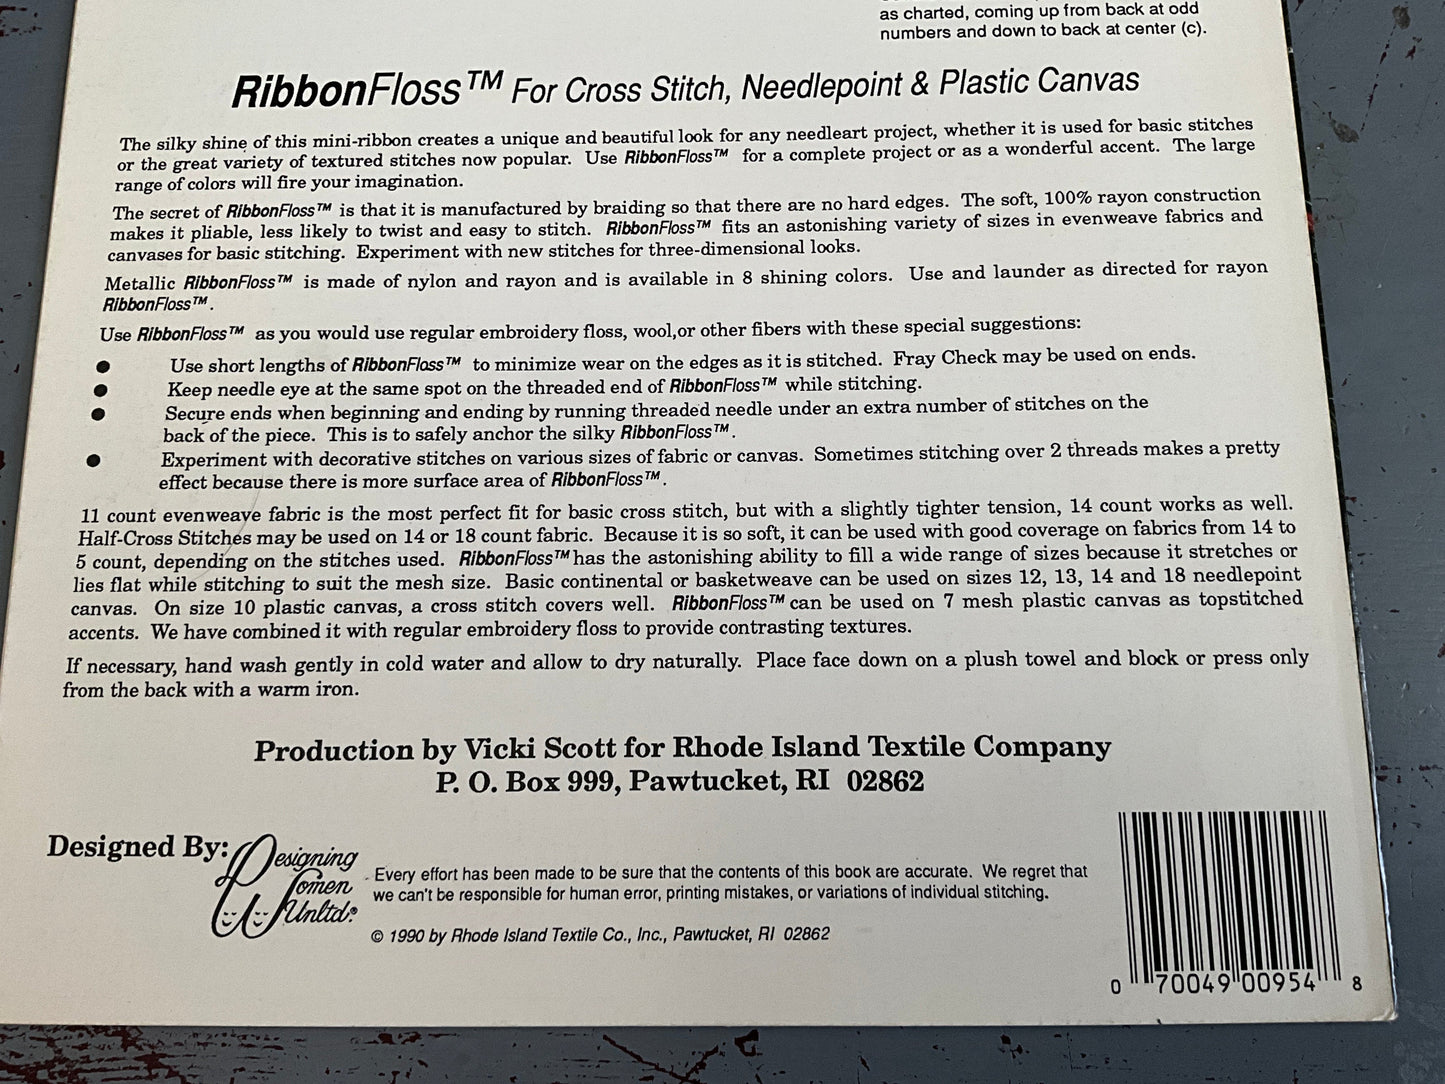 as charted, coming up from back at odd
numbers and down to back at center (c).
RibbonFloss™ For Cross Stitch, Needlepoint & Plastic Canvas
The silky shine of this mini-ribbon creates a unique and beautiful look for any needleart project, whether it is used for basic stitches
or the great variety of textured stitches now popular. Use RibbonFloss™ for a complete project or as a wonderful accent. The large
range of colors will fire your imagination.
The secret of RibbonFloss™ is that it is manufactured by braiding so that there are no hard edges. The soft, 100% rayon construction
makes it pliable, less likely to twist and easy to stitch. RibbonFloss™ fits an astonishing variety of sizes in evenweave fabrics and
canvases for basic stitching. Experiment with new stitches for three-dimensional looks.
Metallic RibbonFloss™ is made of nylon and rayon and is available in 8 shining colors. Use and launder as directed for rayon
RibbonFloss™.
Use RibbonFloss™ as you would use regular embroidery floss, wool,or other fibers with these special suggestions:
● Use short lengths of RibbonFloss™ to minimize wear on the edges as it is stitched. Fray Check may be used on ends.
● Keep needle eye at the same spot on the threaded end of RibbonFloss™ while stitching.
● Secure ends when beginning and ending by running threaded needle under an extra number of stitches on the
back of the piece. This is to safely anchor the silky RibbonFloss™.
● Experiment with decorative stitches on various sizes of fabric or canvas. Sometimes stitching over 2 threads makes a pretty
effect because there is more surface area of RibbonFloss™.
11 count evenweave fabric is the most perfect fit for basic cross stitch, but with a slightly tighter tension, 14 count works as well.
Half-Cross Stitches may be used on 14 or 18 count fabric. Because it is so soft, it can be used with good coverage on fabrics from 14 to
5 count, depending on the stitches used. RibbonFloss™ has the astonishing ability to fill a wide range of sizes because it stretches or
lies flat while stitching to suit the mesh size. Basic continental or basketweave can be used on sizes 12, 13, 14 and 18 needlepoint
canvas. On size 10 plastic canvas, a cross stitch covers well. RibbonFloss™ can be used on 7 mesh plastic canvas as topstitched
accents. We have combined it with regular embroidery floss to provide contrasting textures.
If necessary, hand wash gently in cold water and allow to dry naturally. Place face down on a plush towel and block or press only
from the back with a warm iron.
Production by Vicki Scott for Rhode Island Textile Company
P. O. Box 999, Pawtucket, RI 02862
Designed By:
Designing
Women
Unltd.®
Every effort has been made to be sure that the contents of this book are accurate. We regret that
we can't be responsible for human error, printing mistakes, or variations of individual stitching.
© 1990 by Rhode Island Textile Co., Inc., Pawtucket, RI 02862
0 70049 00954 8